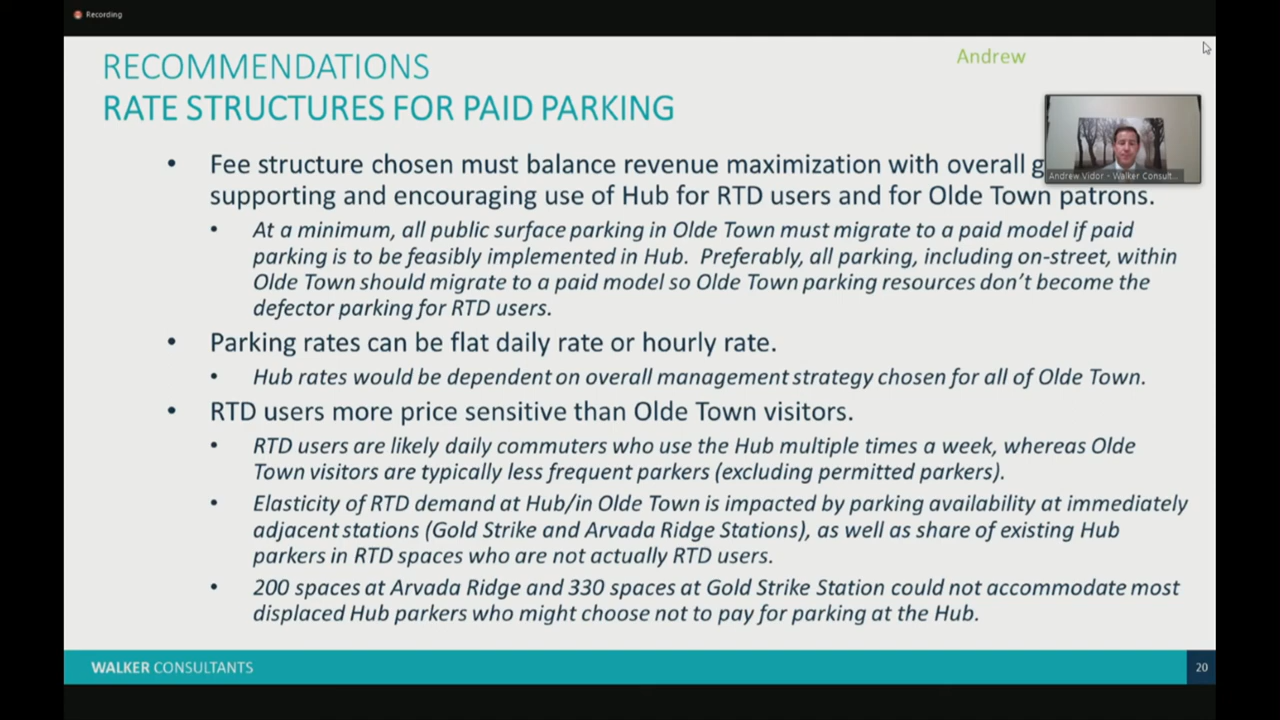 Recording
RECOMMENDATIONS
Andrew
RATE STRUCTURES FOR PAID PARKING
• Fee structure chosen must balance revenue maximization with overall
supporting and encouraging use of Hub for RTD users and for Olde Town patrons.
Andrew Vidor - Walker Consult...
• At a minimum, all public surface parking in Olde Town must migrate to a paid model if paid
parking is to be feasibly implemented in Hub. Preferably, all parking, including on-street, within
Olde Town should migrate to a paid model so Olde Town parking resources don't become the
defector parking for RTD users.
• Parking rates can be flat daily rate or hourly rate.
• Hub rates would be dependent on overall management strategy chosen for all of Olde Town.
• RTD users more price sensitive than Olde Town visitors.
• RTD users are likely daily commuters who use the Hub multiple times a week, whereas Olde
Town visitors are typically less frequent parkers (excluding permitted parkers).
• Elasticity of RTD demand at Hub/in Olde Town is impacted by parking availability at immediately
adjacent stations (Gold Strike and Arvada Ridge Stations), as well as share of existing Hub
parkers in RTD spaces who are not actually RTD users.
• 200 spaces at Arvada Ridge and 330 spaces at Gold Strike Station could not accommodate most
displaced Hub parkers who might choose not to pay for parking at the Hub.
WALKER CONSULTANTS
20